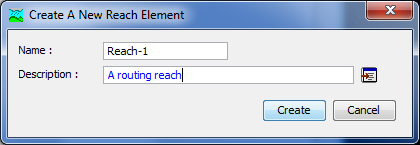 Create A New Reach Element
Name : Reach-1
Description : A routing reach
Create Cancel